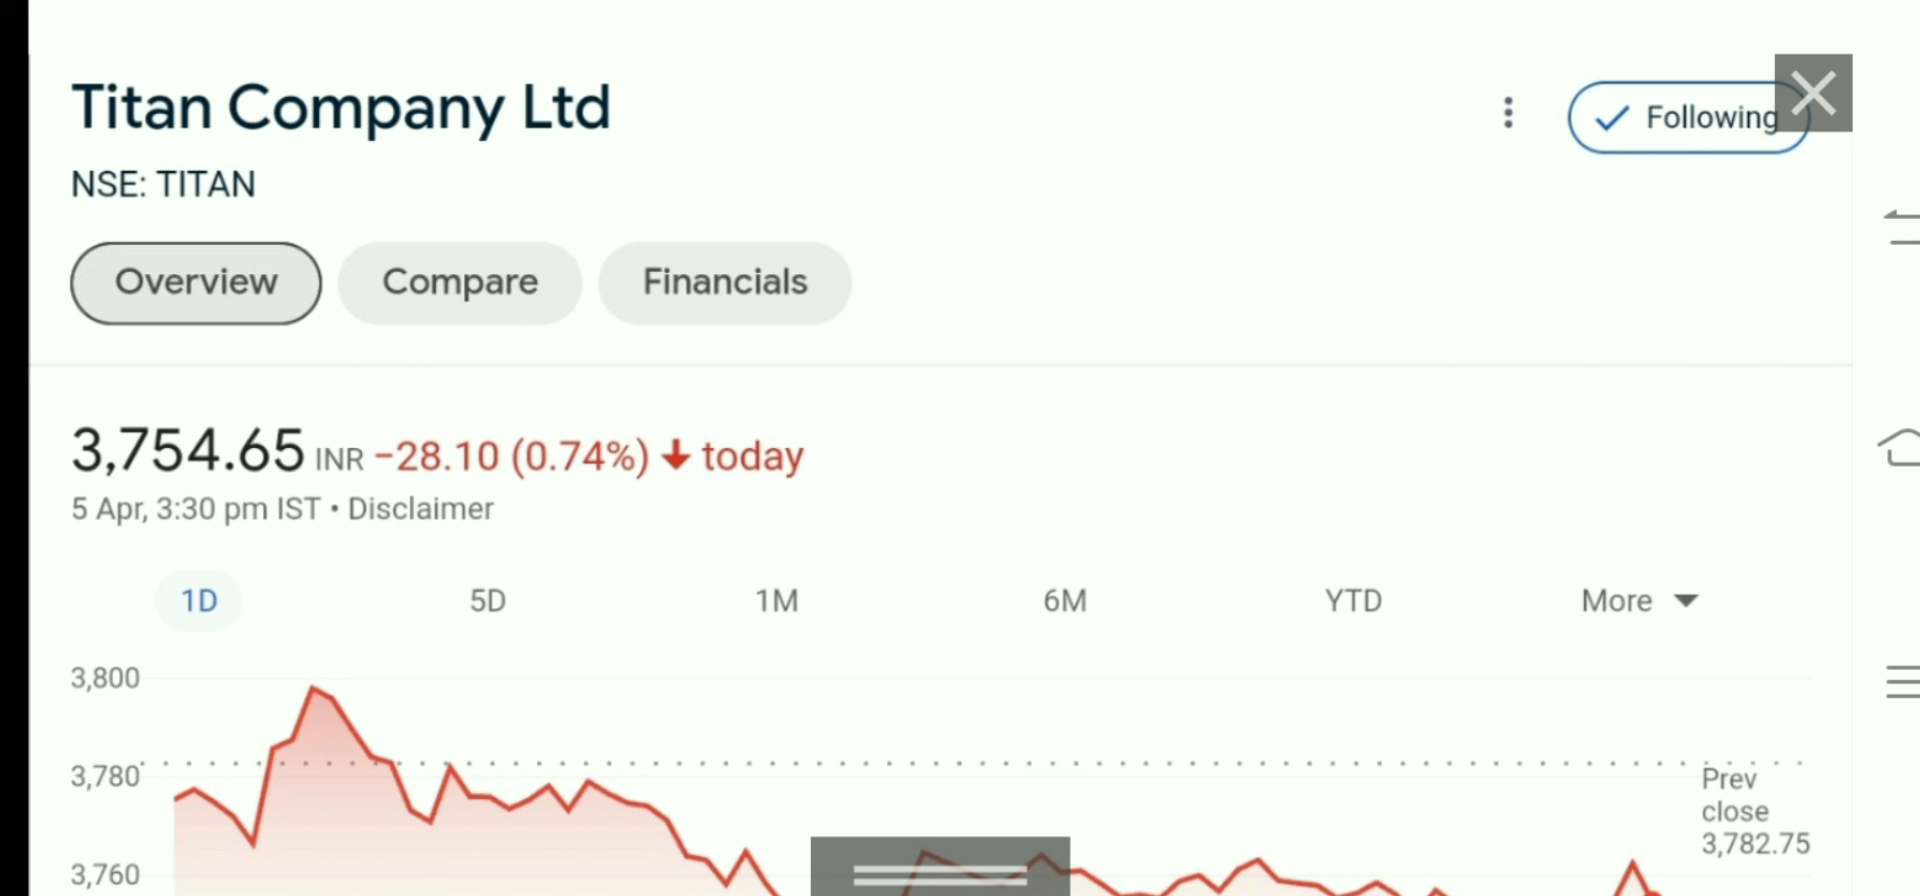 Titan Company Ltd
Following
NSE: TITAN
Overview Compare Financials
3,754.65 INR −28.10 (0.74%) today
5 Apr, 3:30 pm IST • Disclaimer
1D 5D 1M 6M YTD More
3,800
3,780
Prev
close
3,782.75
3,760